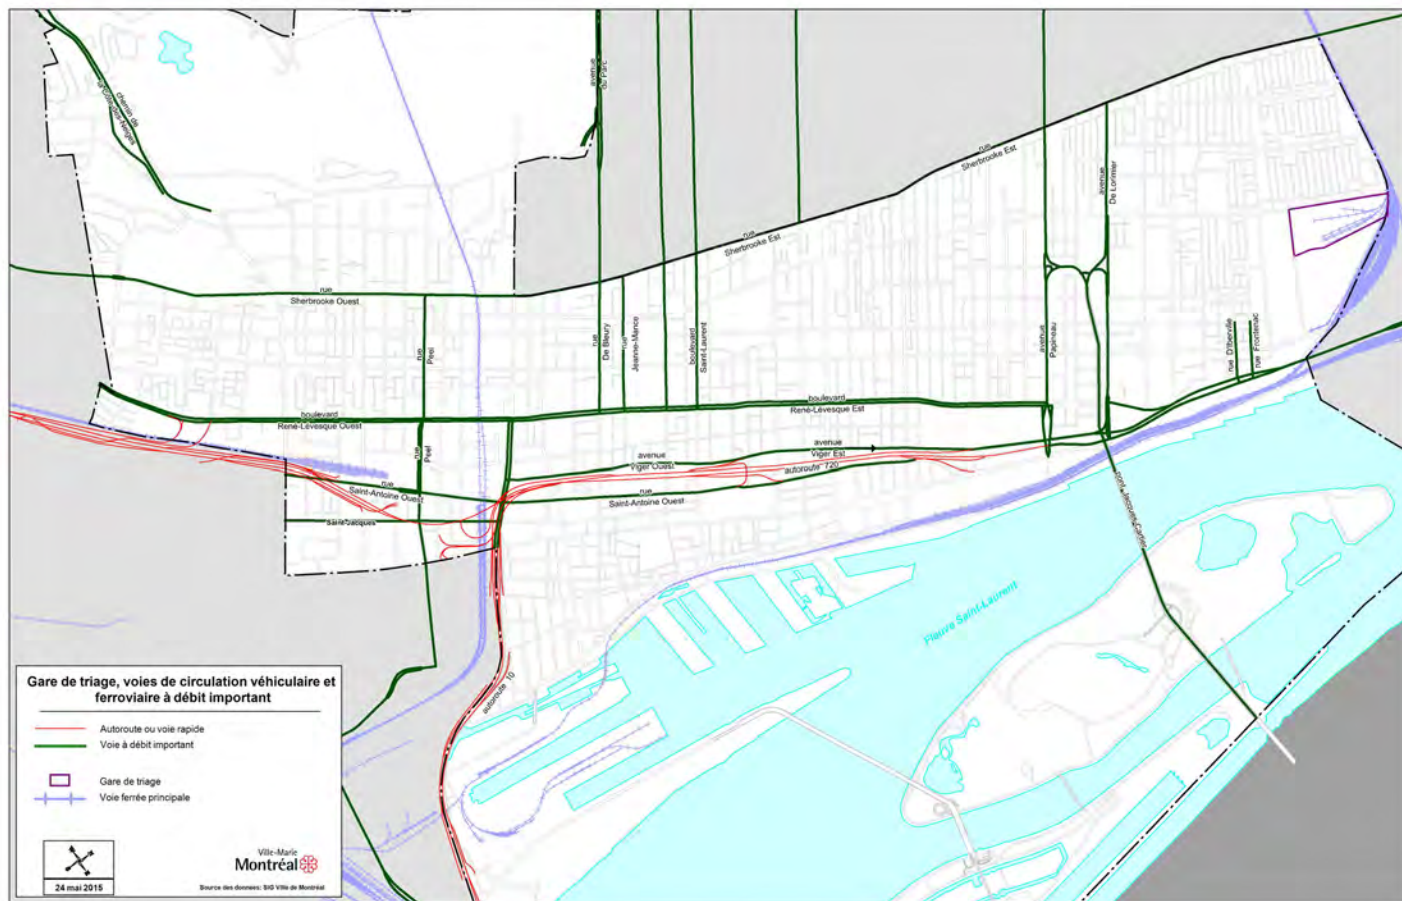 chemin de
la Côte-des-Neiges
avenue
du Parc
rue
Sherbrooke Est
avenue
De Lorimier
rue
Sherbrooke Est
rue
Sherbrooke Ouest
rue
Peel
rue
De Bleury
rue
Jeanne-Mance
boulevard
Saint-Laurent
avenue
Papineau
rue D'Iberville
rue Frontenac
boulevard
René-Lévesque Ouest
boulevard
René-Lévesque Est
rue
Peel
avenue
Viger Ouest
avenue
Viger Est
autoroute 720
rue
Saint-Antoine Ouest
rue
Saint-Antoine Ouest
Saint-Jacques
pont Jacques-Cartier
Fleuve Saint-Laurent
autoroute 10
Gare de triage, voies de circulation véhiculaire et
ferroviaire à débit important
Autoroute ou voie rapide
Voie à débit important
Gare de triage
Voie ferrée principale
24 mai 2015
Ville-Marie
Montréal
Source des données: SIG Ville de Montréal